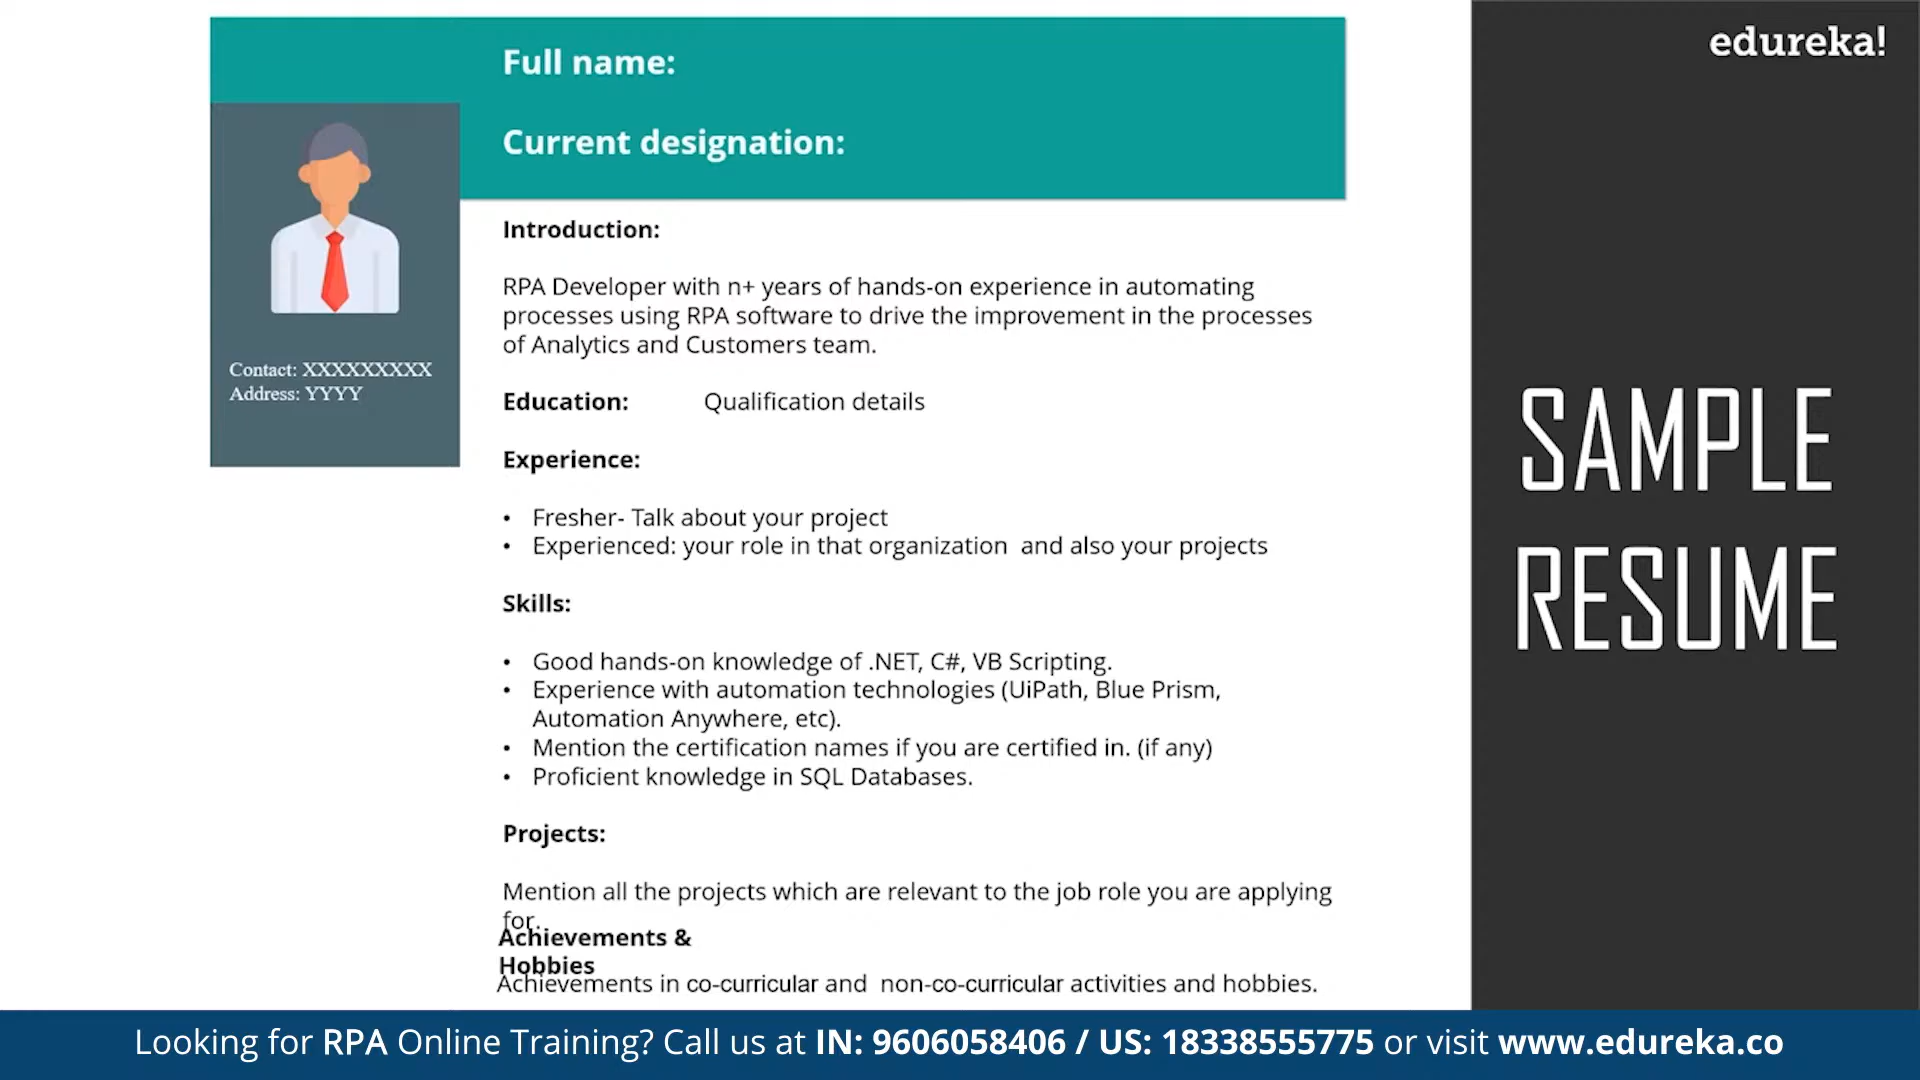 edureka!
Full name:
Current designation:
Contact: XXXXXXXXX
Address: YYYY
Introduction:
RPA Developer with n+ years of hands-on experience in automating
processes using RPA software to drive the improvement in the processes
of Analytics and Customers team.
Education: Qualification details
Experience:
• Fresher- Talk about your project
• Experienced: your role in that organization  and also your projects
Skills:
• Good hands-on knowledge of .NET, C#, VB Scripting.
• Experience with automation technologies (UiPath, Blue Prism,
Automation Anywhere, etc).
• Mention the certification names if you are certified in. (if any)
• Proficient knowledge in SQL Databases.
Projects:
Mention all the projects which are relevant to the job role you are applying
for.
Achievements &
Hobbies
Achievements in co-curricular and  non-co-curricular activities and hobbies.
SAMPLE
RESUME
Looking for RPA Online Training? Call us at IN: 9606058406 / US: 18338555775 or visit www.edureka.co